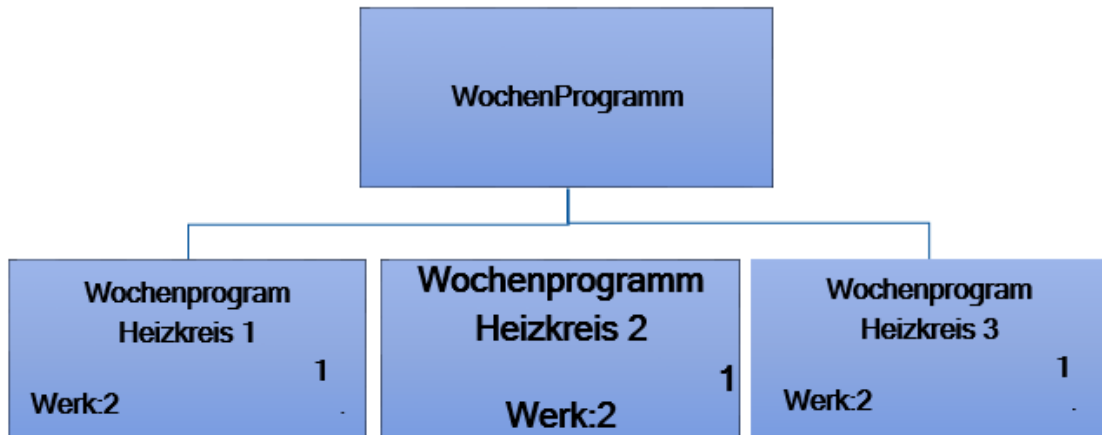 WochenProgramm
Wochenprogram
Heizkreis 1
1
Werk:2 .
Wochenprogramm
Heizkreis 2
1
Werk:2
Wochenprogram
Heizkreis 3
1
Werk:2 .